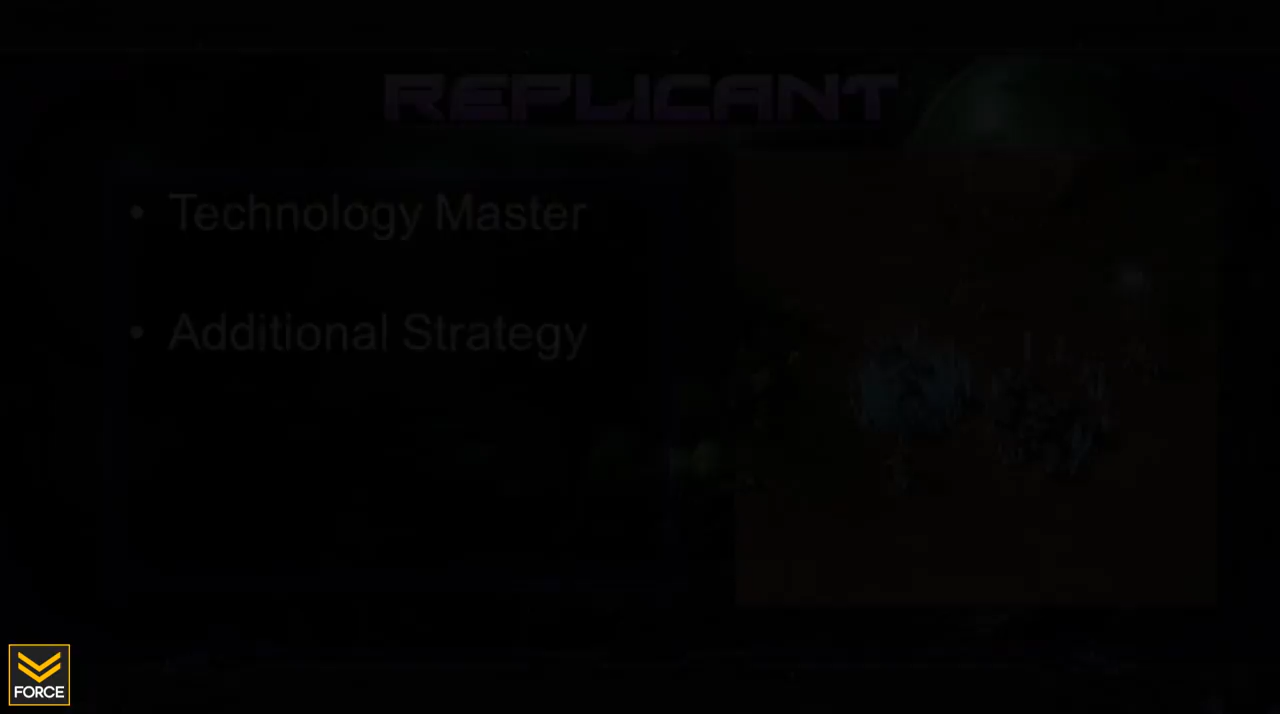 REPLICANT
• Technology Master
• Additional Strategy
FORCE